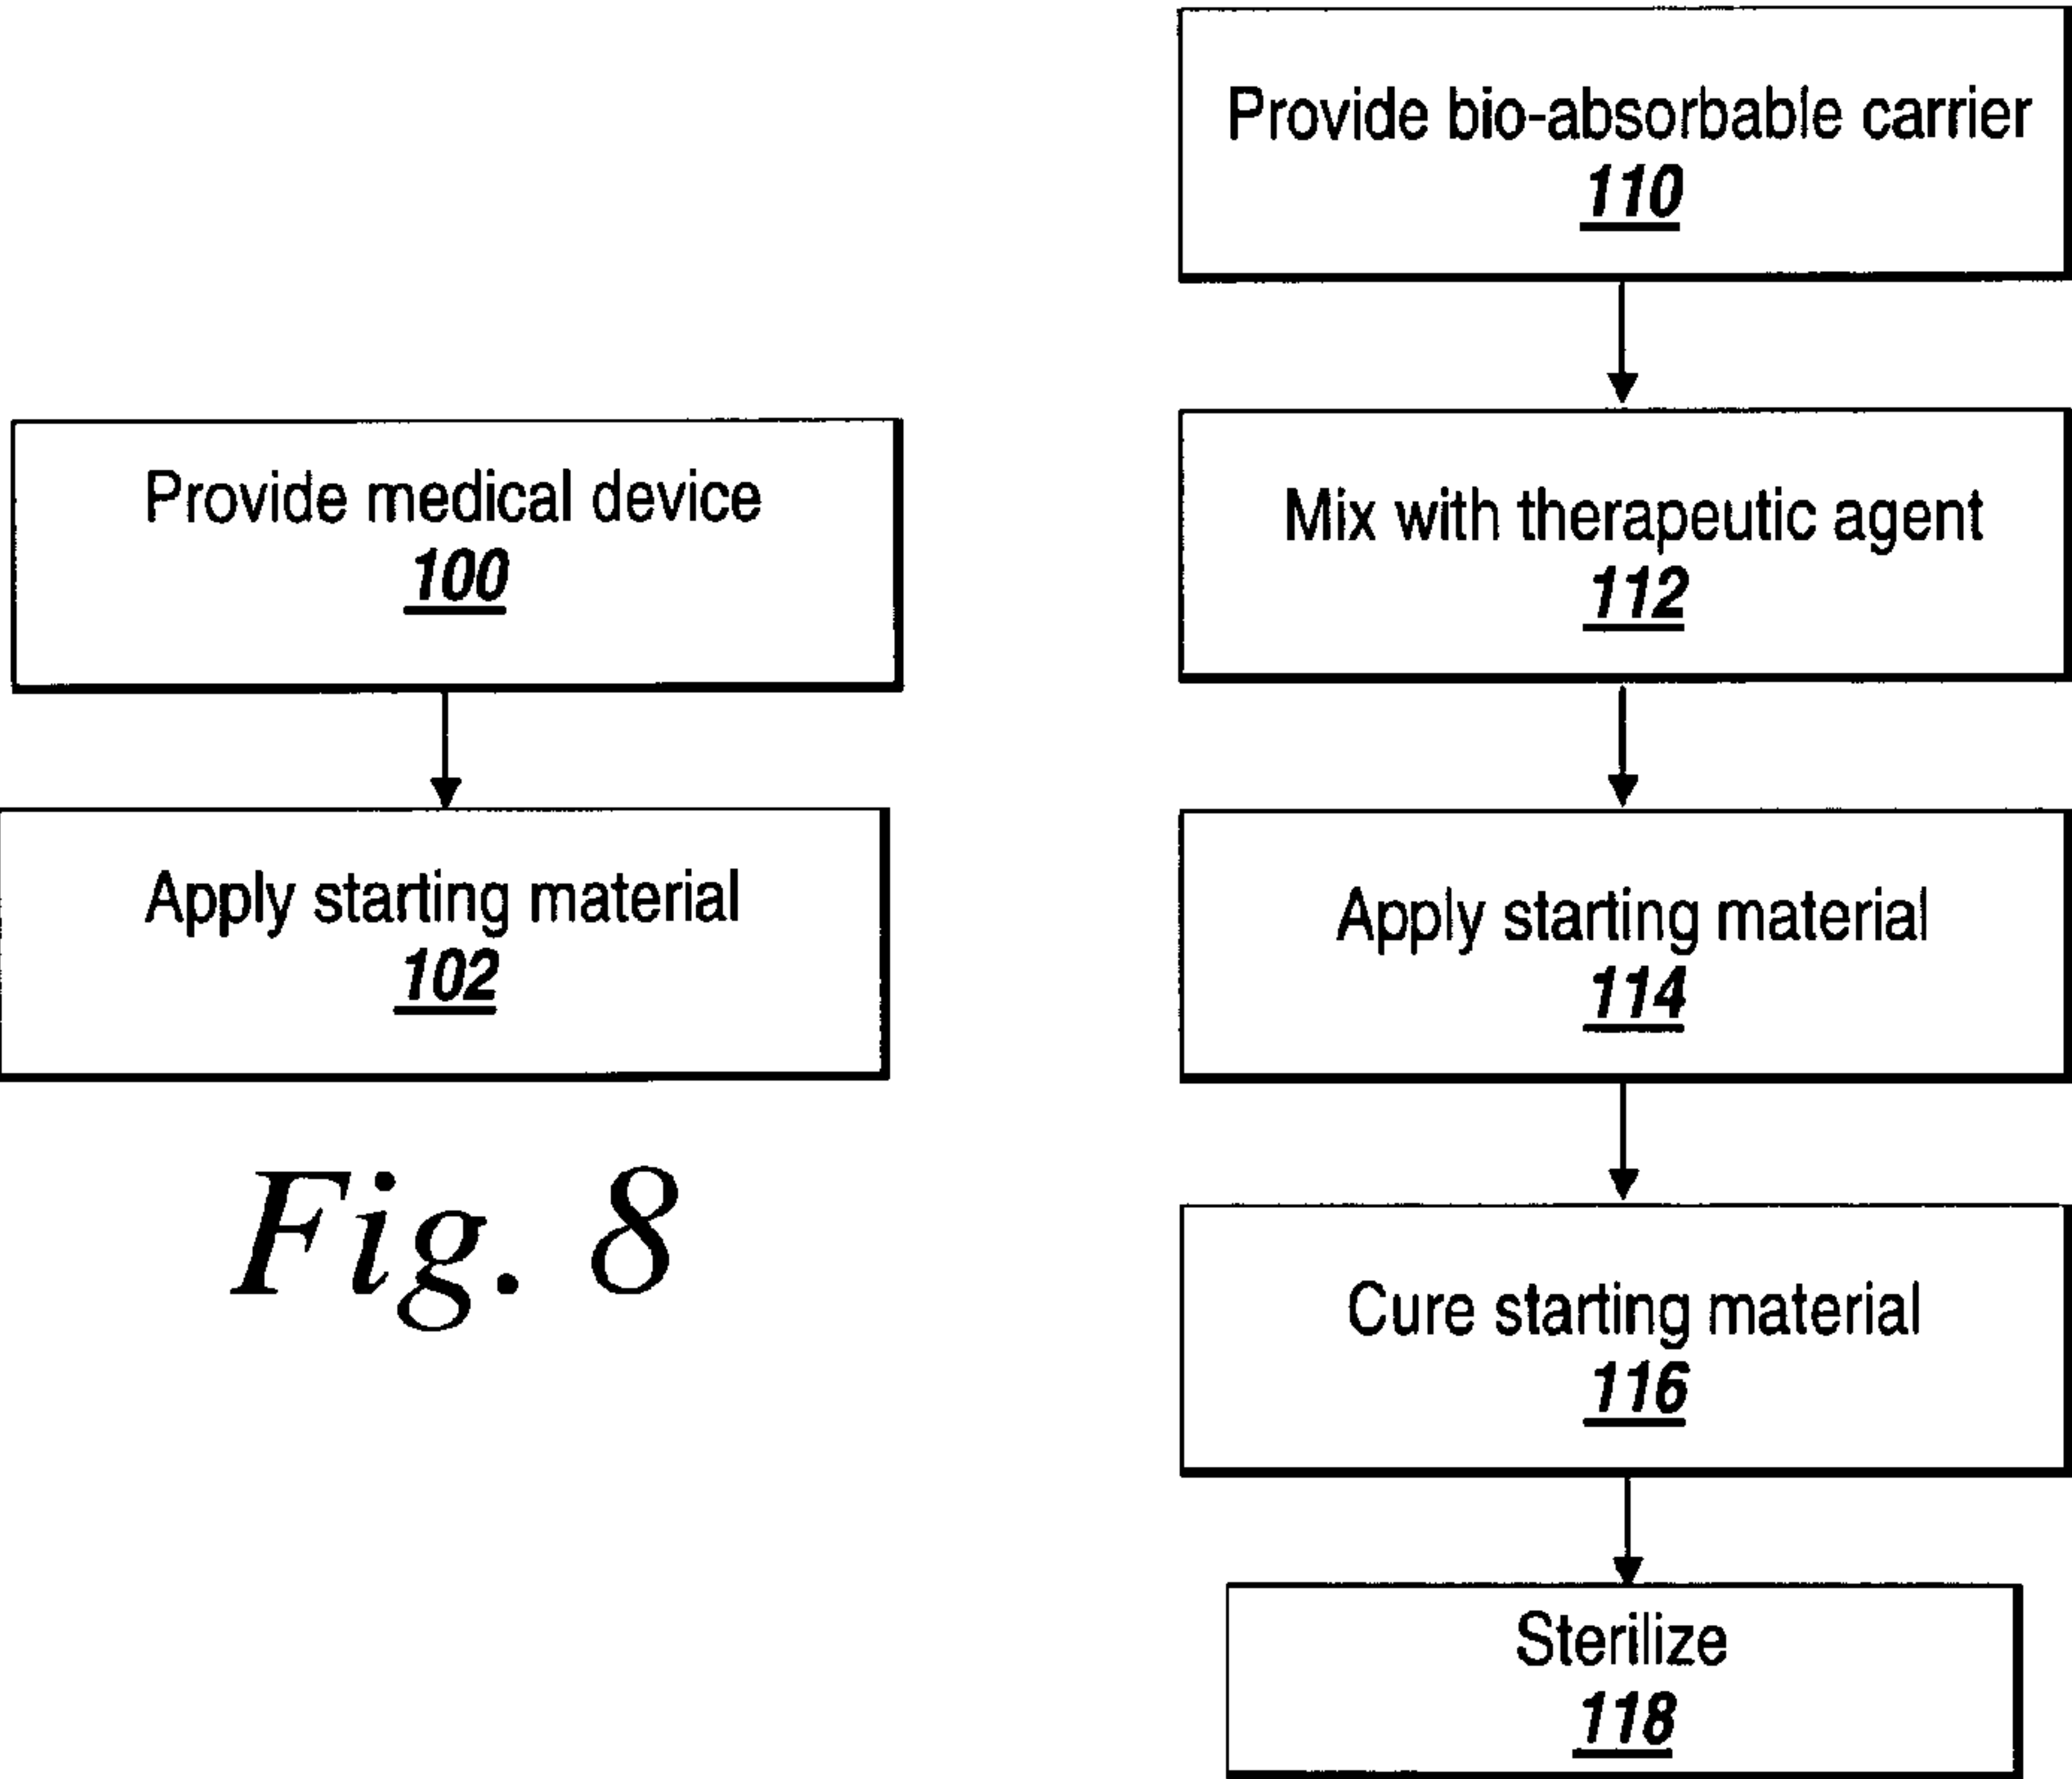 Provide medical device
100
Apply starting material
102
Fig. 8
Provide bio-absorbable carrier
110
Mix with therapeutic agent
112
Apply starting material
114
Cure starting material
116
Sterilize
118